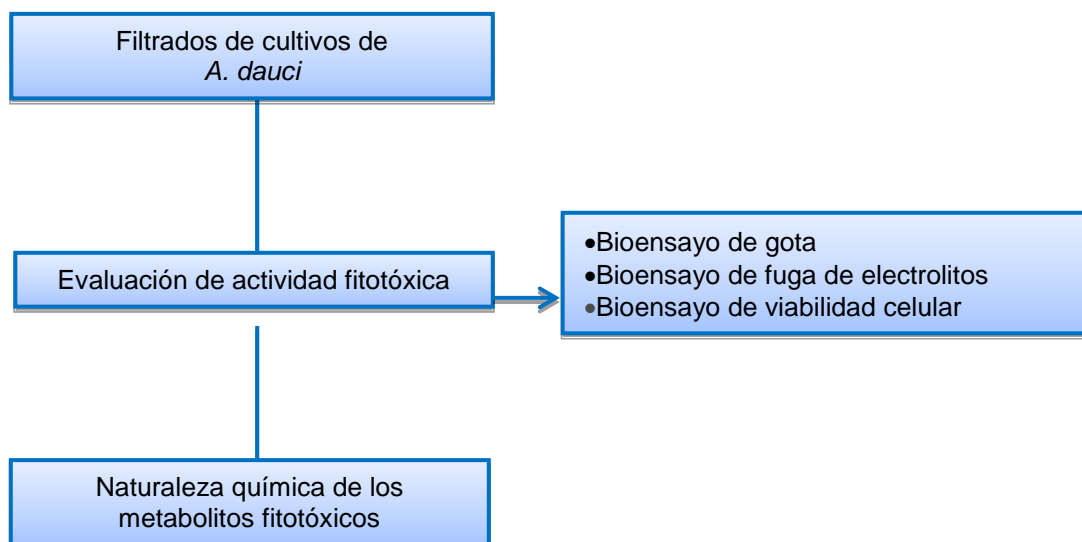 Filtrados de cultivos de
A. dauci
Evaluación de actividad fitotóxica
•Bioensayo de gota
•Bioensayo de fuga de electrolitos
•Bioensayo de viabilidad celular
Naturaleza química de los
metabolitos fitotóxicos